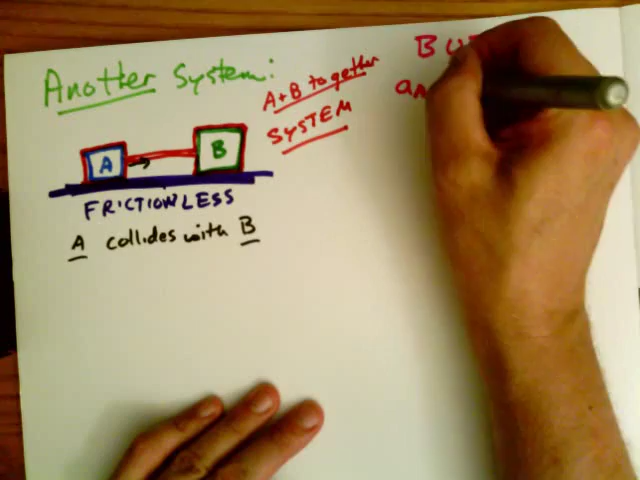 Another System:
A+B together
SYSTEM
A
B
FRICTIONLESS
A collides with B